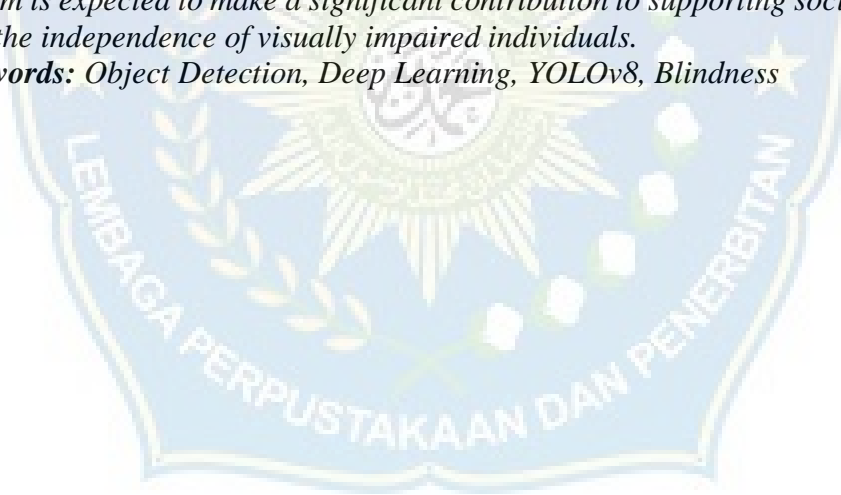 m is expected to make a significant contribution to supporting soci
the independence of visually impaired individuals.
words: Object Detection, Deep Learning, YOLOv8, Blindness
LEMBAGA PERPUSTAKAAN DAN PENERBITAN